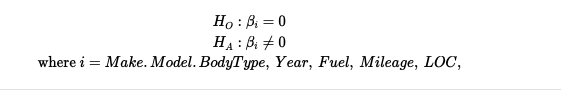 H_O : β_i = 0
H_A : β_i ≠ 0
where i = Make. Model. BodyType, Year, Fuel, Mileage, LOC,